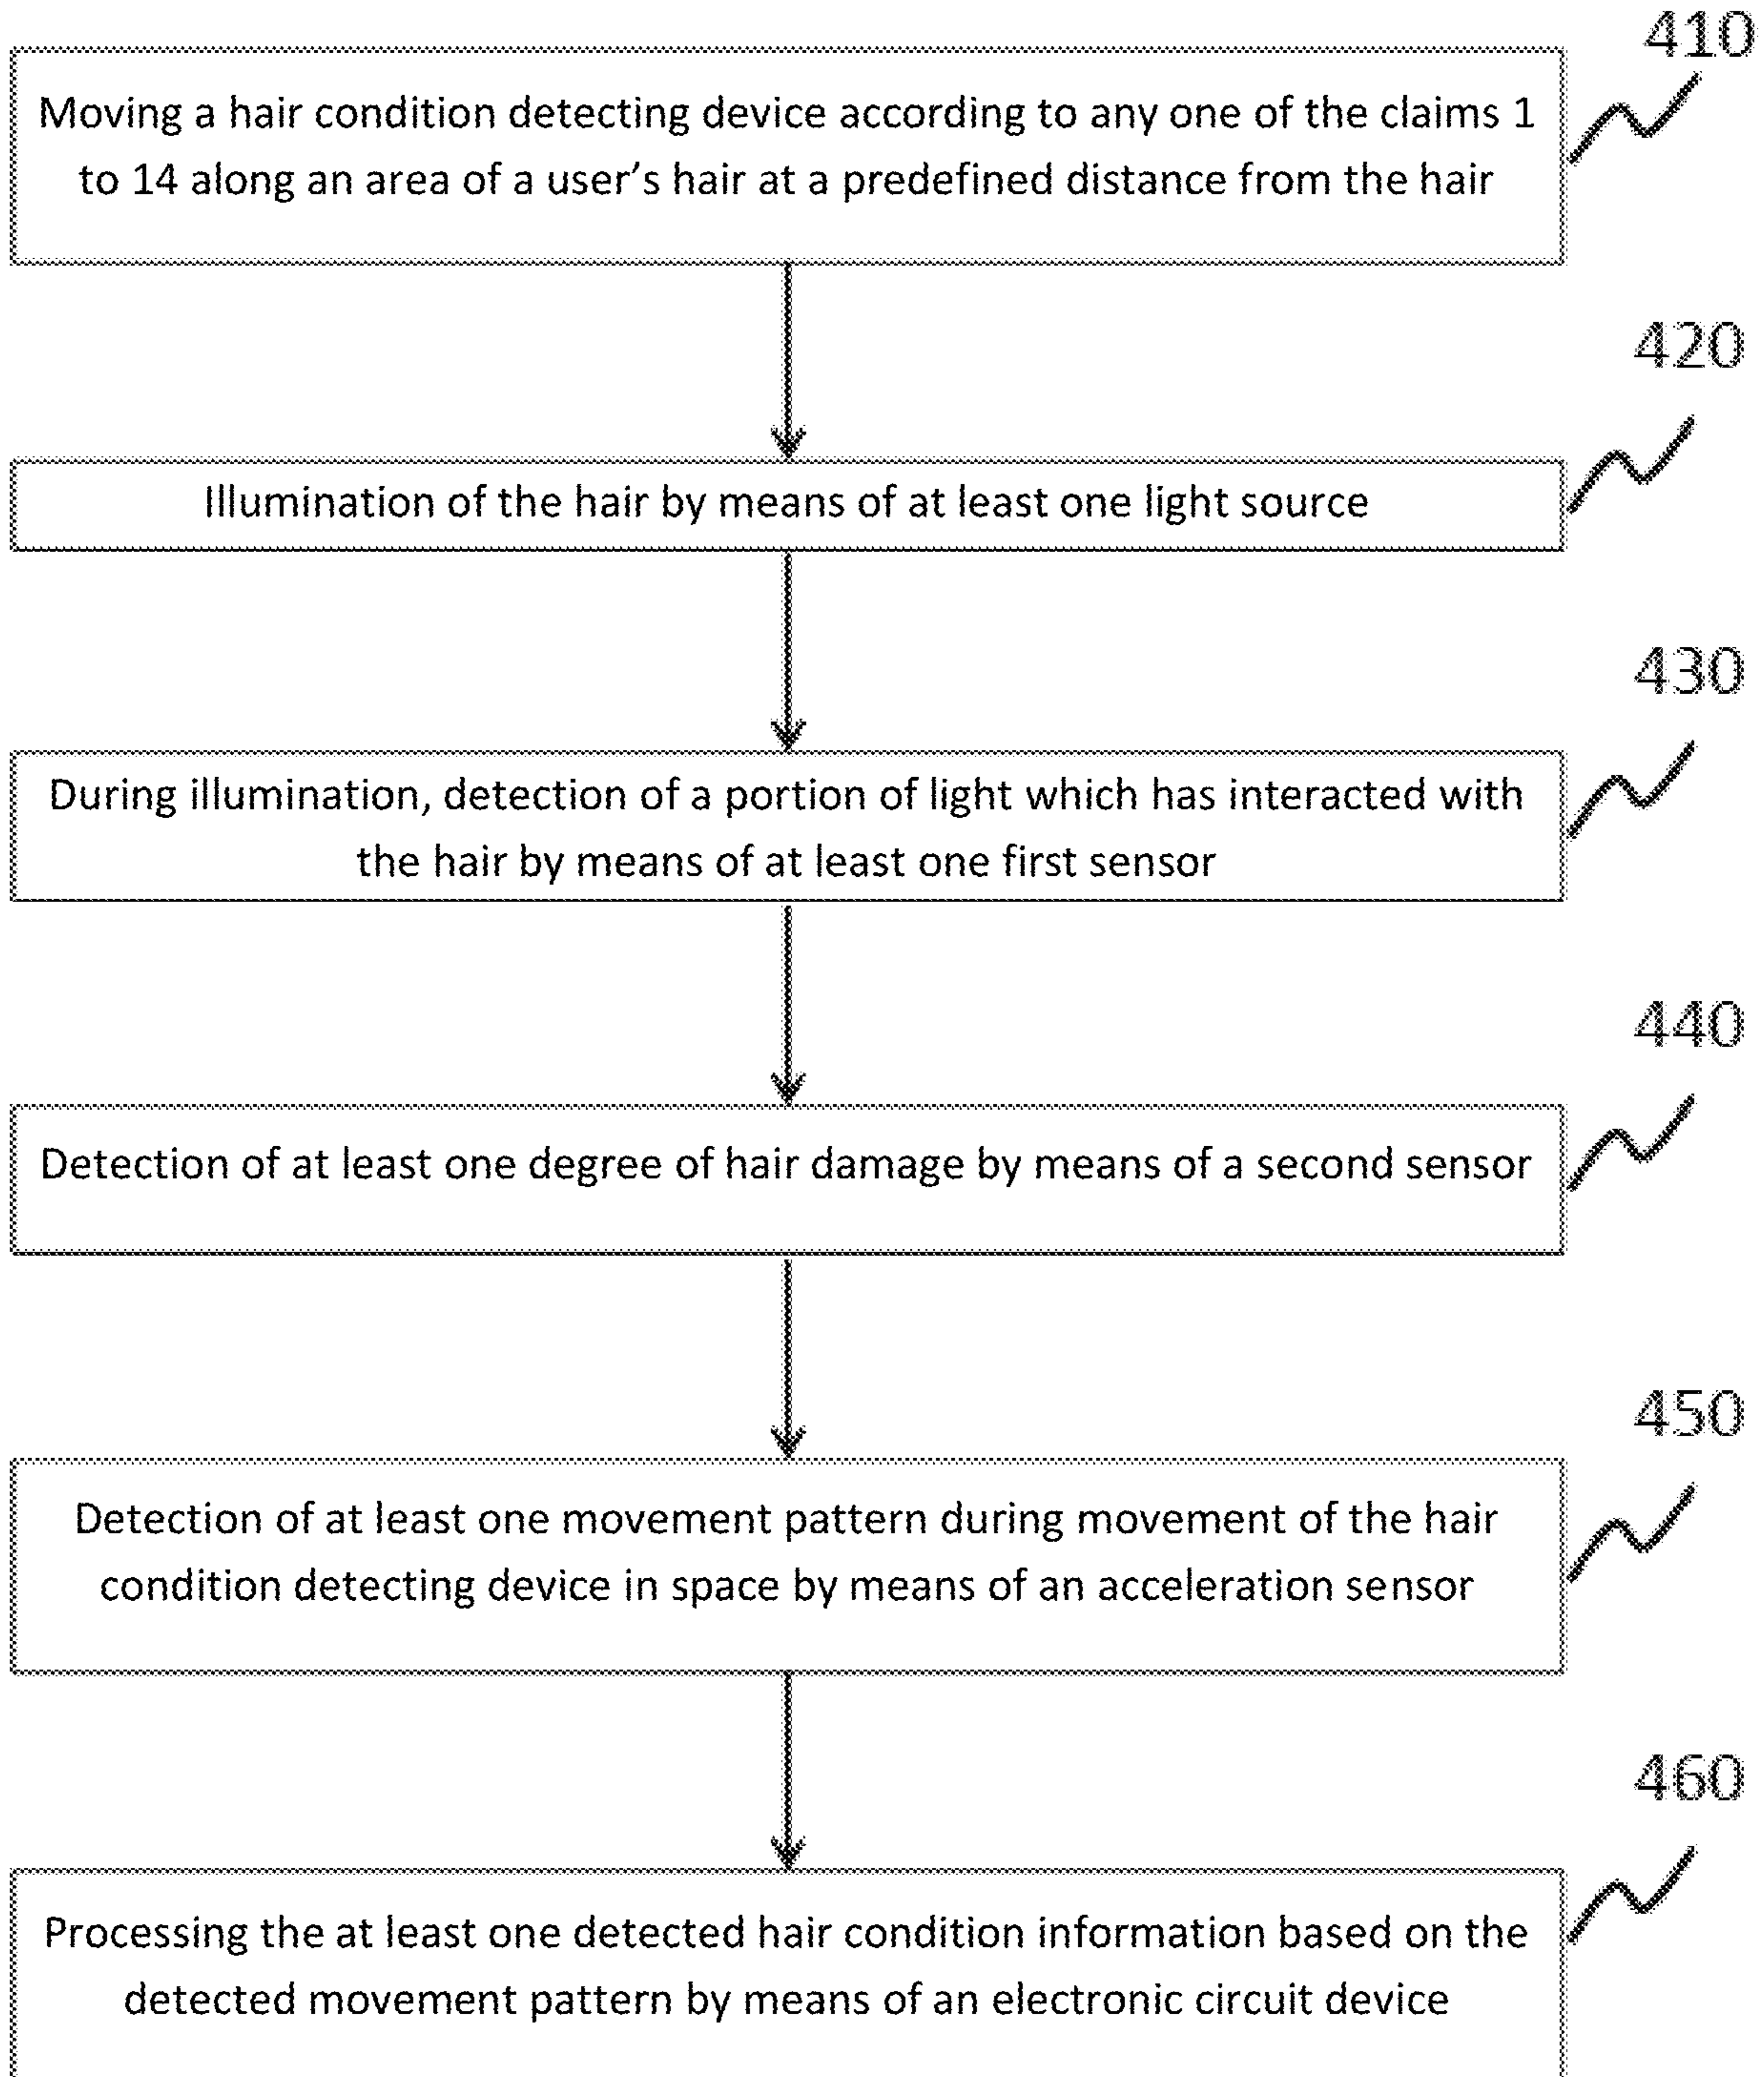 410
Moving a hair condition detecting device according to any one of the claims 1
to 14 along an area of a user's hair at a predefined distance from the hair
420
Illumination of the hair by means of at least one light source
430
During illumination, detection of a portion of light which has interacted with
the hair by means of at least one first sensor
440
Detection of at least one degree of hair damage by means of a second sensor
450
Detection of at least one movement pattern during movement of the hair
condition detecting device in space by means of an acceleration sensor
460
Processing the at least one detected hair condition information based on the
detected movement pattern by means of an electronic circuit device